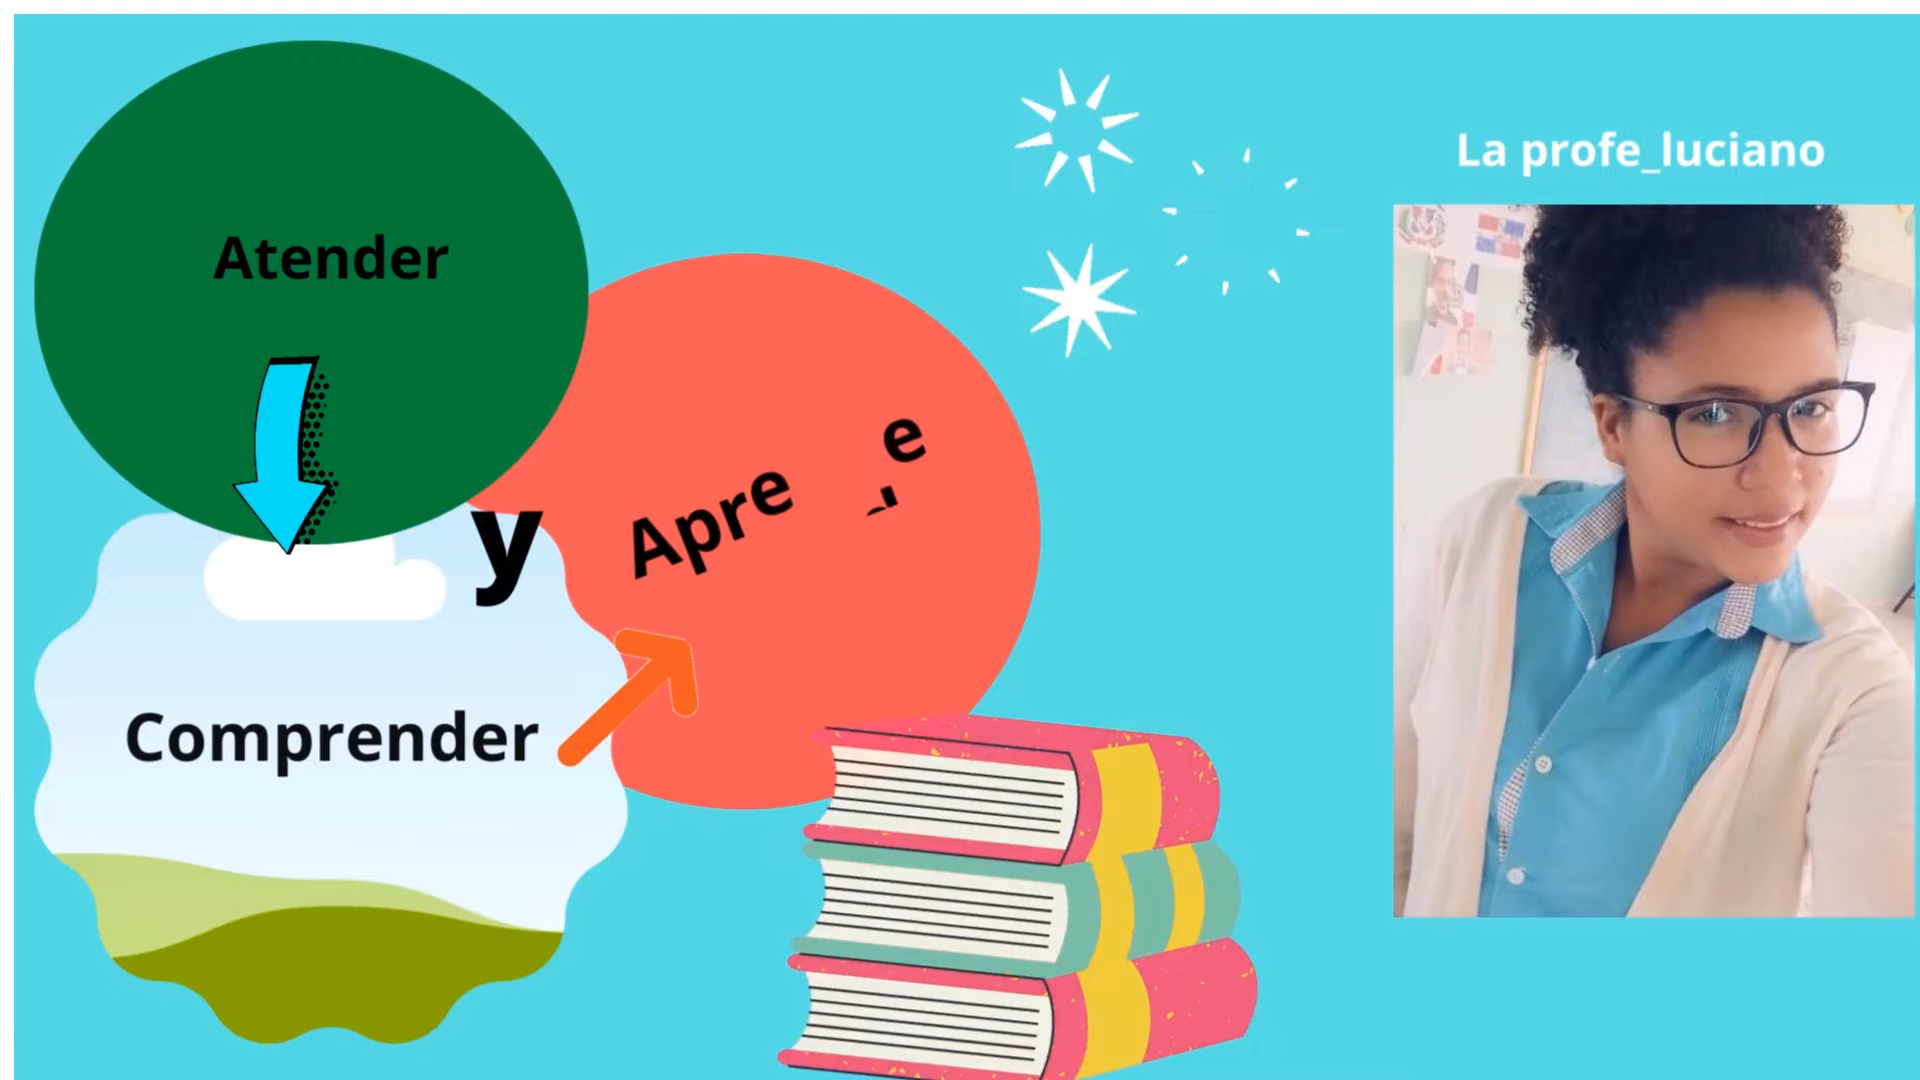 La profe_luciano
Atender
y
Comprender